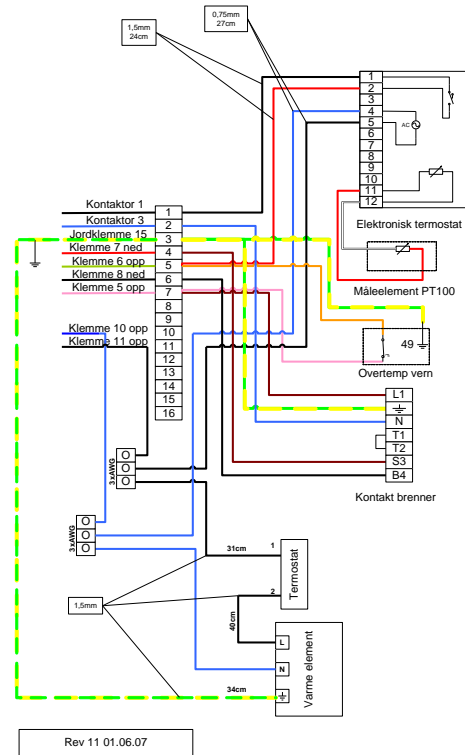 1,5mm
24cm
0,75mm
27cm
1
2
3
4
5
6
7
8
9
10
11
12
AC
Elektronisk termostat
Måleelement PT100
49
Overtemp vern
Kontaktor 1
Kontaktor 3
Jordklemme 15
Klemme 7 ned
Klemme 6 opp
Klemme 8 ned
Klemme 5 opp
Klemme 10 opp
Klemme 11 opp
1
2
3
4
5
6
7
8
9
10
11
12
13
14
15
16
L1
N
T1
T2
S3
B4
Kontakt brenner
3xAWG
O
O
O
3xAWG
O
O
O
31cm
1
2
Termostat
1,5mm
40cm
L
N
34cm
Varme element
Rev 11 01.06.07